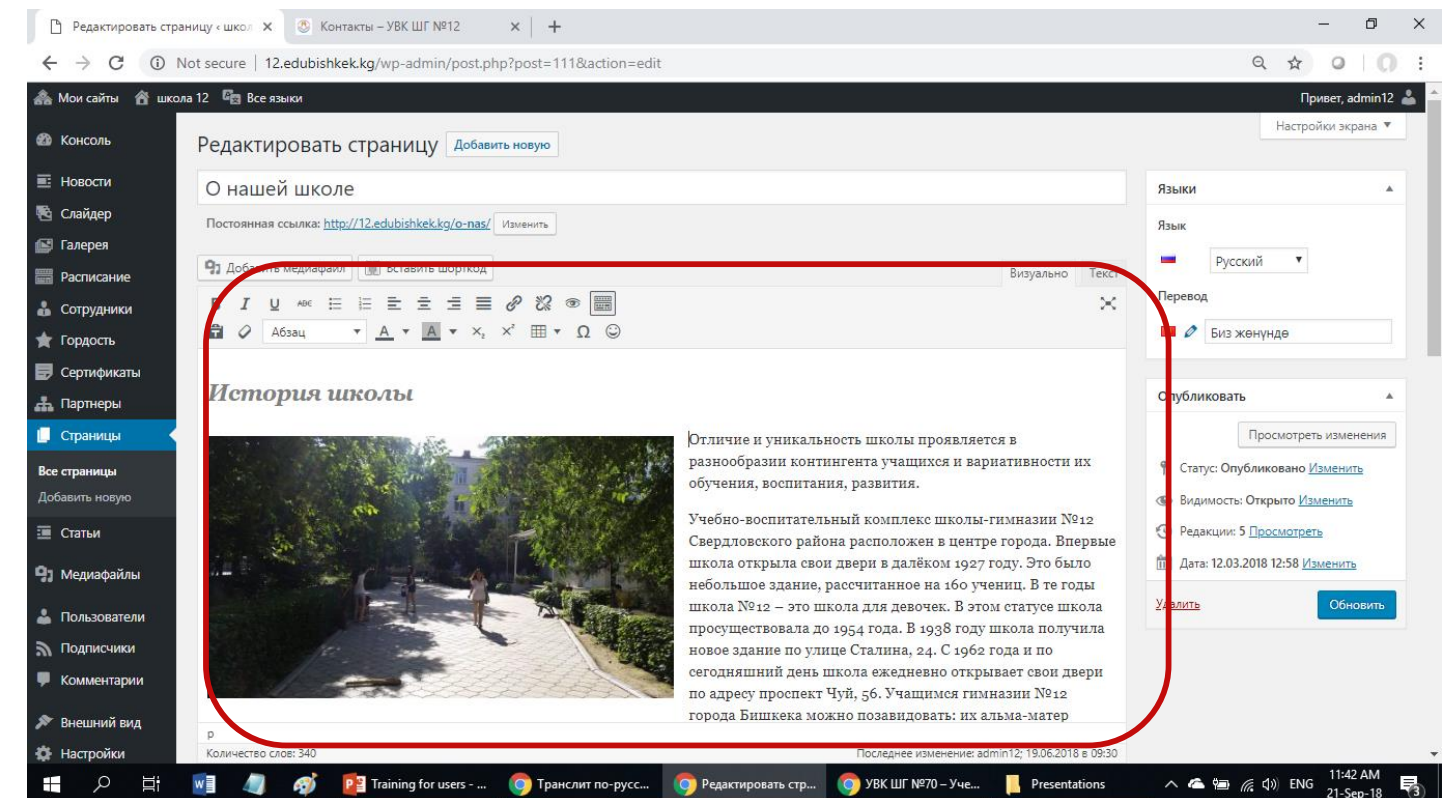 Редактировать страницу ‹ школ
Контакты – УВК ШГ №12
Not secure | 12.edubishkek.kg/wp-admin/post.php?post=111&action=edit
Мои сайты школа 12 Все языки Привет, admin12
Настройки экрана
Консоль
Новости
Слайдер
Галерея
Расписание
Сотрудники
Гордость
Сертификаты
Партнеры
Страницы
Все страницы
Добавить новую
Статьи
Медиафайлы
Пользователи
Подписчики
Комментарии
Внешний вид
Настройки
Редактировать страницу Добавить новую
О нашей школе
Постоянная ссылка: http://12.edubishkek.kg/o-nas/ Изменить
Добавить медиафайл Вставить шорткод
Визуально Текст
B I U ABC
Абзац A A x₂ x² Ω
История школы
Отличие и уникальность школы проявляется в
разнообразии контингента учащихся и вариативности их
обучения, воспитания, развития.
Учебно-воспитательный комплекс школы-гимназии №12
Свердловского района расположен в центре города. Впервые
школа открыла свои двери в далёком 1927 году. Это было
небольшое здание, рассчитанное на 160 учениц. В те годы
школа №12 – это школа для девочек. В этом статусе школа
просуществовала до 1954 года. В 1938 году школа получила
новое здание по улице Сталина, 24. С 1962 года и по
сегодняшний день школа ежедневно открывает свои двери
по адресу проспект Чуй, 56. Учащимся гимназии №12
города Бишкека можно позавидовать: их альма-матер
p
Количество слов: 340
Последнее изменение: admin12; 19.06.2018 в 09:30
Языки
Язык
Русский
Перевод
Биз жөнүндө
Опубликовать
Просмотреть изменения
Статус: Опубликовано Изменить
Видимость: Открыто Изменить
Редакции: 5 Просмотреть
Дата: 12.03.2018 12:58 Изменить
Удалить
Обновить
Training for users - ...
Транслит по-русс...
Редактировать стр...
УВК ШГ №70 – Уче...
Presentations
ENG
11:42 AM
21-Sep-18
3